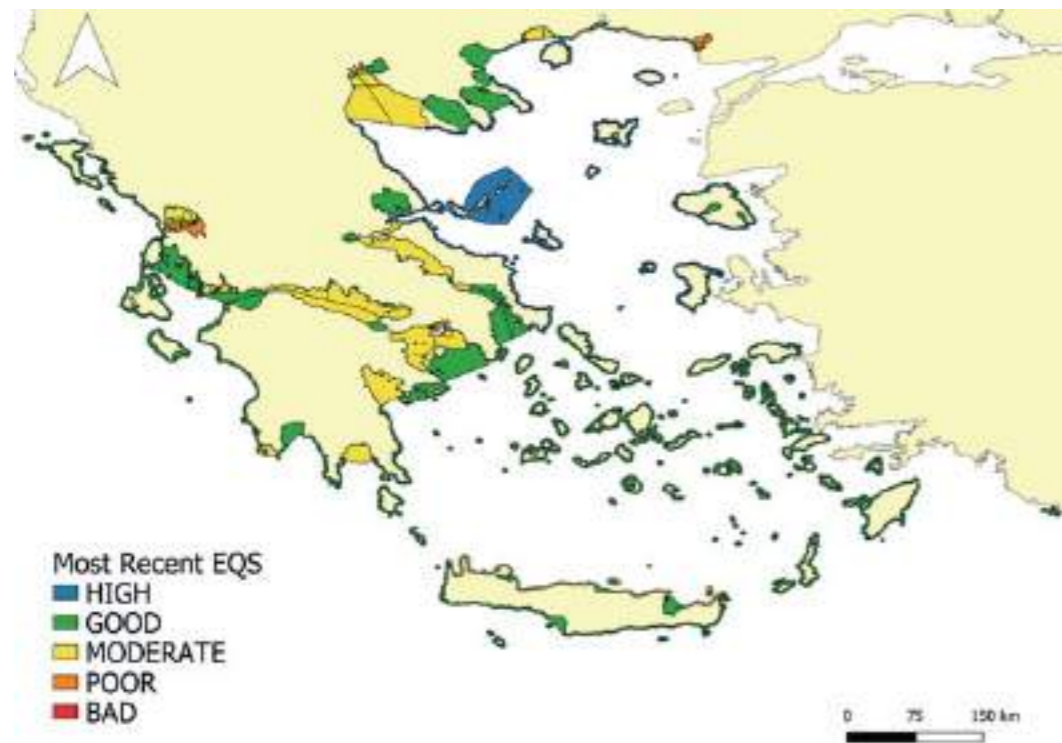 Most Recent EQS
HIGH
GOOD
MODERATE
POOR
BAD
0 75 150 km